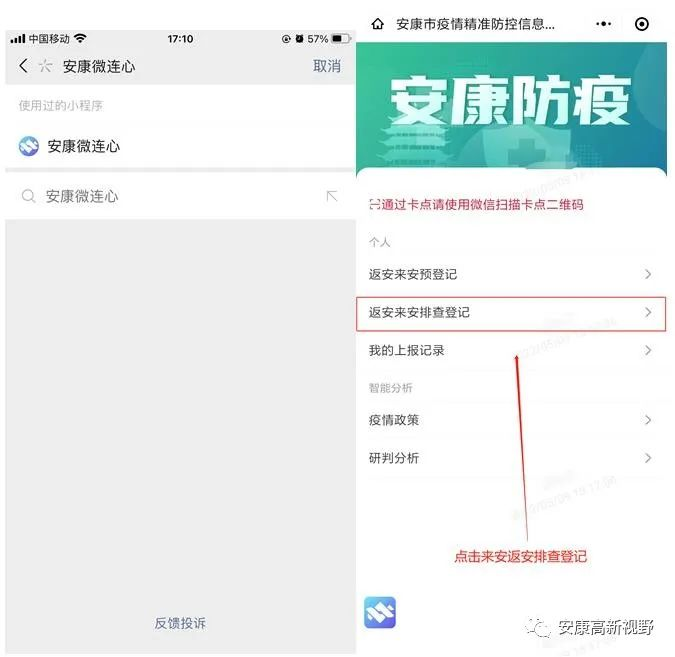 中国移动
17:10
57%
安康微连心
取消
使用过的小程序
安康微连心
安康微连心
反馈投诉
安康市疫情精准防控信息...
安康防疫
通过卡点请使用微信扫描卡点二维码
个人
返安来安预登记
返安来安排查登记
我的上报记录
智能分析
疫情政策
研判分析
点击来安返安排查登记
安康高新视野